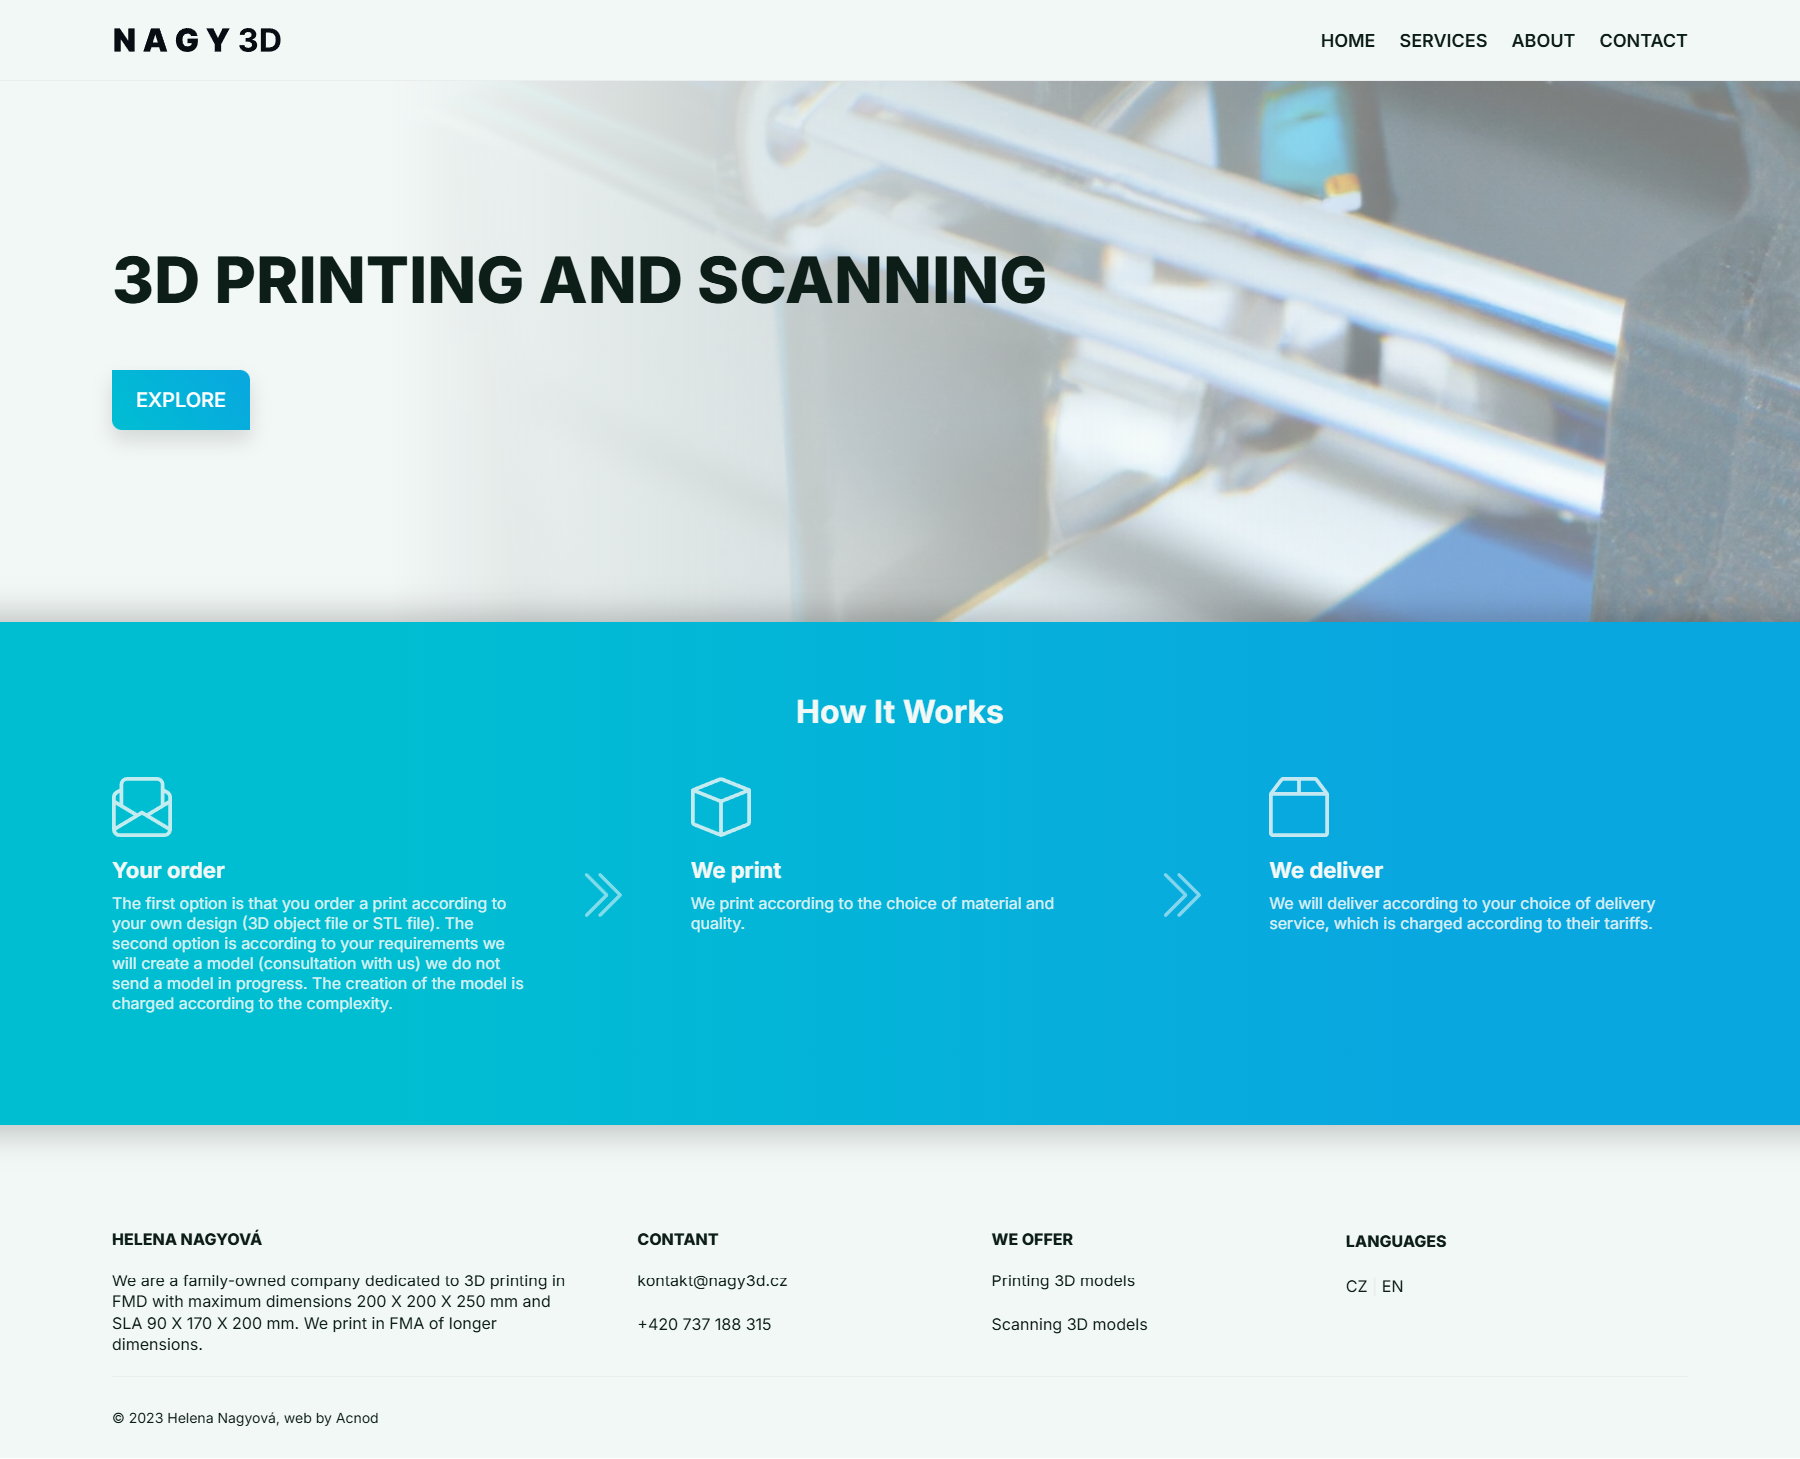 NAGY 3D
HOME SERVICES ABOUT CONTACT
3D PRINTING AND SCANNING
EXPLORE
How It Works
Your order
The first option is that you order a print according to
your own design (3D object file or STL file). The
second option is according to your requirements we
will create a model (consultation with us) we do not
send a model in progress. The creation of the model is
charged according to the complexity.
We print
We print according to the choice of material and
quality.
We deliver
We will deliver according to your choice of delivery
service, which is charged according to their tariffs.
HELENA NAGYOVÁ
We are a family-owned company dedicated to 3D printing in
FMD with maximum dimensions 200 X 200 X 250 mm and
SLA 90 X 170 X 200 mm. We print in FMA of longer
dimensions.
CONTANT
kontakt@nagy3d.cz
+420 737 188 315
WE OFFER
Printing 3D models
Scanning 3D models
LANGUAGES
CZ | EN
© 2023 Helena Nagyová, web by Acnod